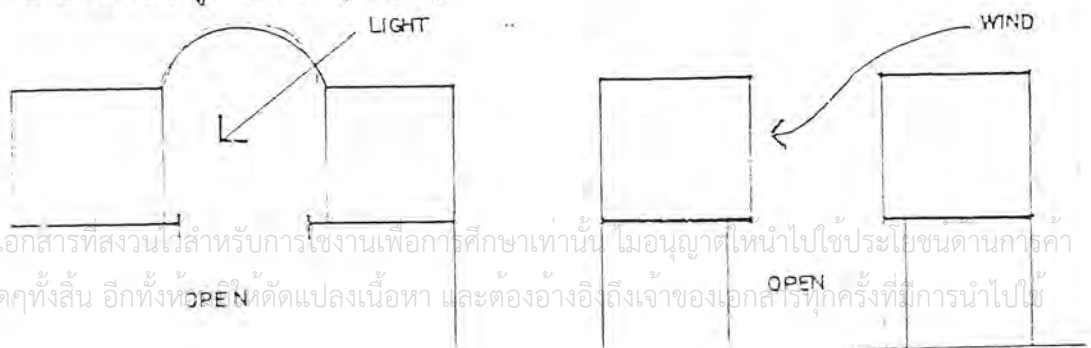 LIGHT
WIND
เอกสารที่สงวนไว้สำหรับการใช้งานเพื่อการศึกษาเท่านั้น ไม่อนุญาตให้นำไปใช้ประโยชน์ด้านการค้า
ใดๆทั้งสิ้น อีกทั้งห้ามมิให้ดัดแปลงเนื้อหา และต้องอ้างอิงถึงเจ้าของเอกสารทุกครั้งที่มีการนำไปใช้
OPEN
OPEN